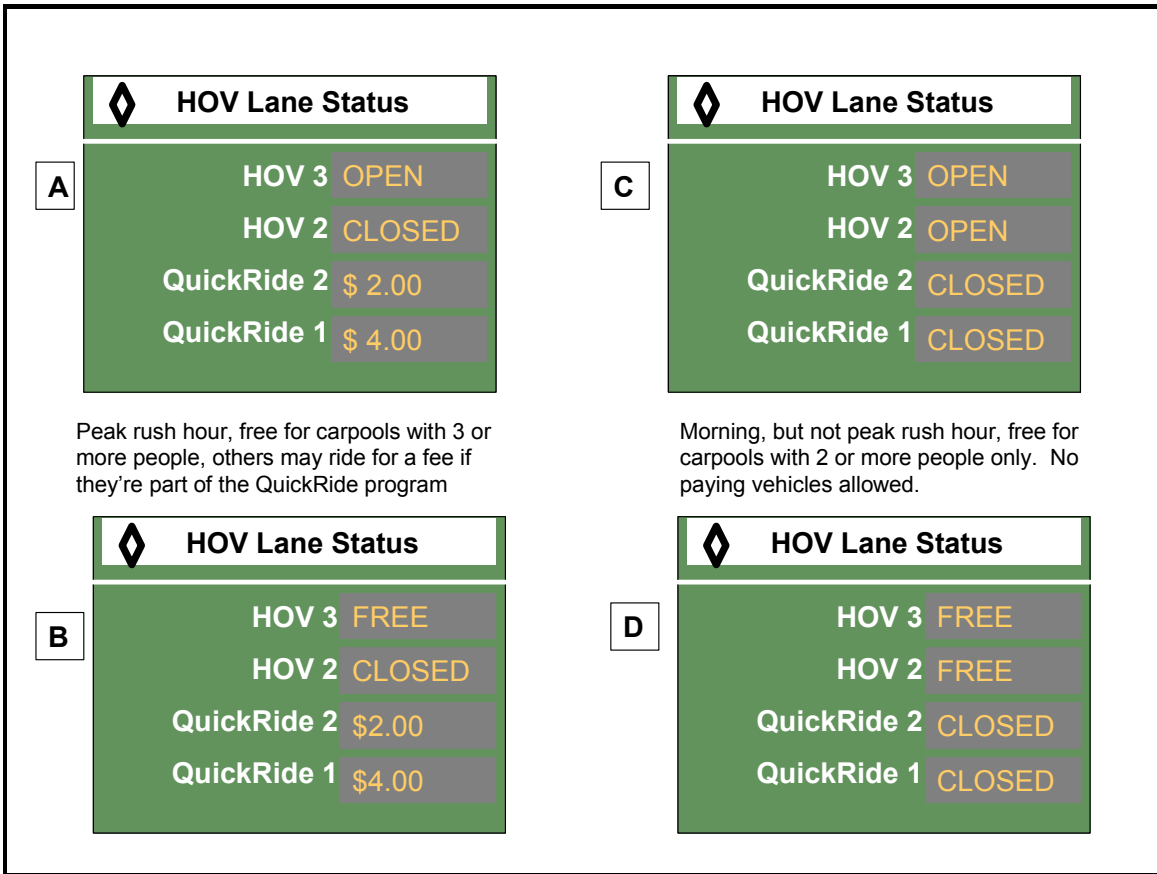 HOV Lane Status
A
HOV 3 OPEN
HOV 2 CLOSED
QuickRide 2 $ 2.00
QuickRide 1 $ 4.00
Peak rush hour, free for carpools with 3 or
more people, others may ride for a fee if
they're part of the QuickRide program
HOV Lane Status
B
HOV 3 FREE
HOV 2 CLOSED
QuickRide 2 $2.00
QuickRide 1 $4.00
HOV Lane Status
C
HOV 3 OPEN
HOV 2 OPEN
QuickRide 2 CLOSED
QuickRide 1 CLOSED
Morning, but not peak rush hour, free for
carpools with 2 or more people only.  No
paying vehicles allowed.
HOV Lane Status
D
HOV 3 FREE
HOV 2 FREE
QuickRide 2 CLOSED
QuickRide 1 CLOSED